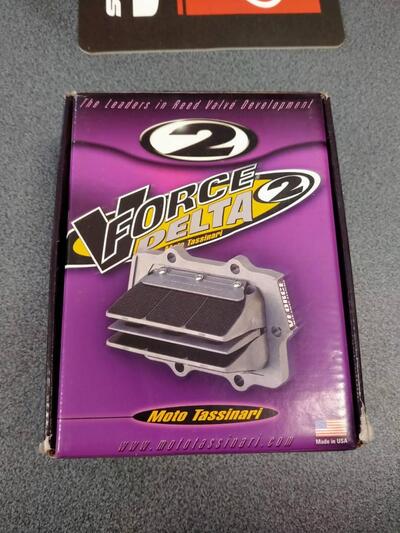 The Leaders in Reed Valve Development
2
V FORCE
DELTA 2
Moto Tassinari
VFORCE
Moto Tassinari
www.mototassinari.com
Made in USA